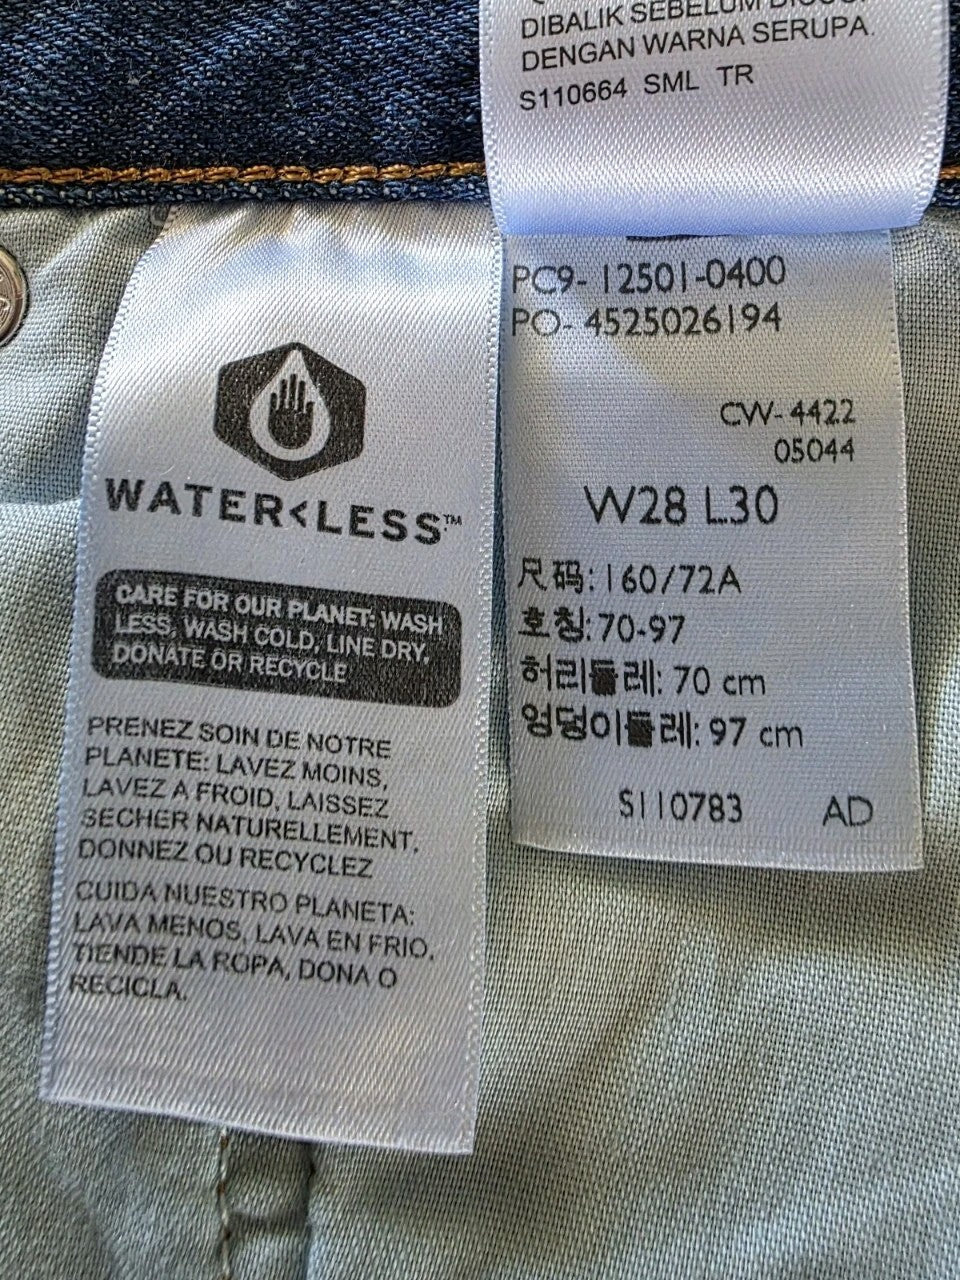 DIBALIK SEBELUM
DENGAN WARNA SERUPA.
S110664 SML TR
PC9- 12501-0400
PO- 4525026194
CW- 4422
05044
W28 L30
尺码: 160/72A
호칭: 70-97
허리둘레: 70 cm
엉덩이둘레: 97 cm
S110783 AD
WATER<LESS™
CARE FOR OUR PLANET: WASH
LESS, WASH COLD, LINE DRY,
DONATE OR RECYCLE
PRENEZ SOIN DE NOTRE
PLANETE: LAVEZ MOINS,
LAVEZ A FROID, LAISSEZ
SECHER NATURELLEMENT,
DONNEZ OU RECYCLEZ
CUIDA NUESTRO PLANETA:
LAVA MENOS, LAVA EN FRIO,
TIENDE LA ROPA, DONA O
RECICLA.